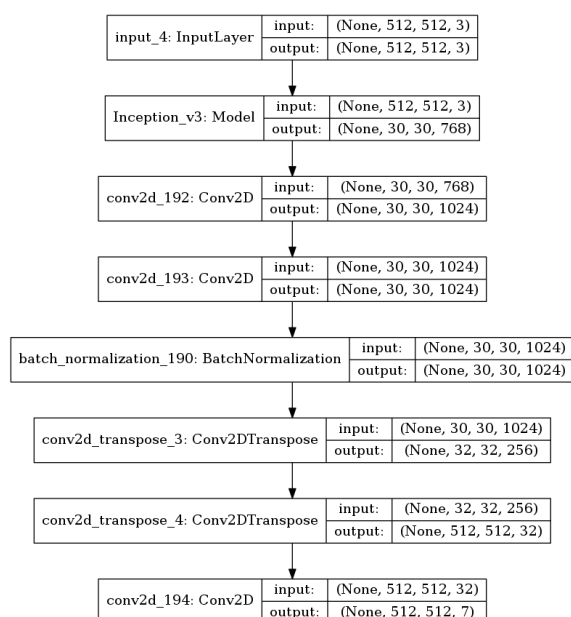 input_4: InputLayer
input: (None, 512, 512, 3)
output: (None, 512, 512, 3)
Inception_v3: Model
input: (None, 512, 512, 3)
output: (None, 30, 30, 768)
conv2d_192: Conv2D
input: (None, 30, 30, 768)
output: (None, 30, 30, 1024)
conv2d_193: Conv2D
input: (None, 30, 30, 1024)
output: (None, 30, 30, 1024)
batch_normalization_190: BatchNormalization
input: (None, 30, 30, 1024)
output: (None, 30, 30, 1024)
conv2d_transpose_3: Conv2DTranspose
input: (None, 30, 30, 1024)
output: (None, 32, 32, 256)
conv2d_transpose_4: Conv2DTranspose
input: (None, 32, 32, 256)
output: (None, 512, 512, 32)
conv2d_194: Conv2D
input: (None, 512, 512, 32)
output: (None, 512, 512, 7)